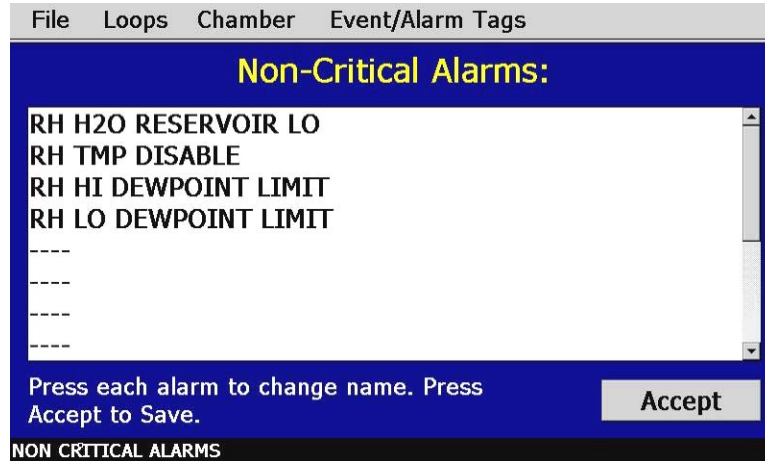 File Loops Chamber Event/Alarm Tags
Non-Critical Alarms:
RH H2O RESERVOIR LO
RH TMP DISABLE
RH HI DEWPOINT LIMIT
RH LO DEWPOINT LIMIT
----
----
----
----
Press each alarm to change name. Press
Accept to Save.
Accept
NON CRITICAL ALARMS